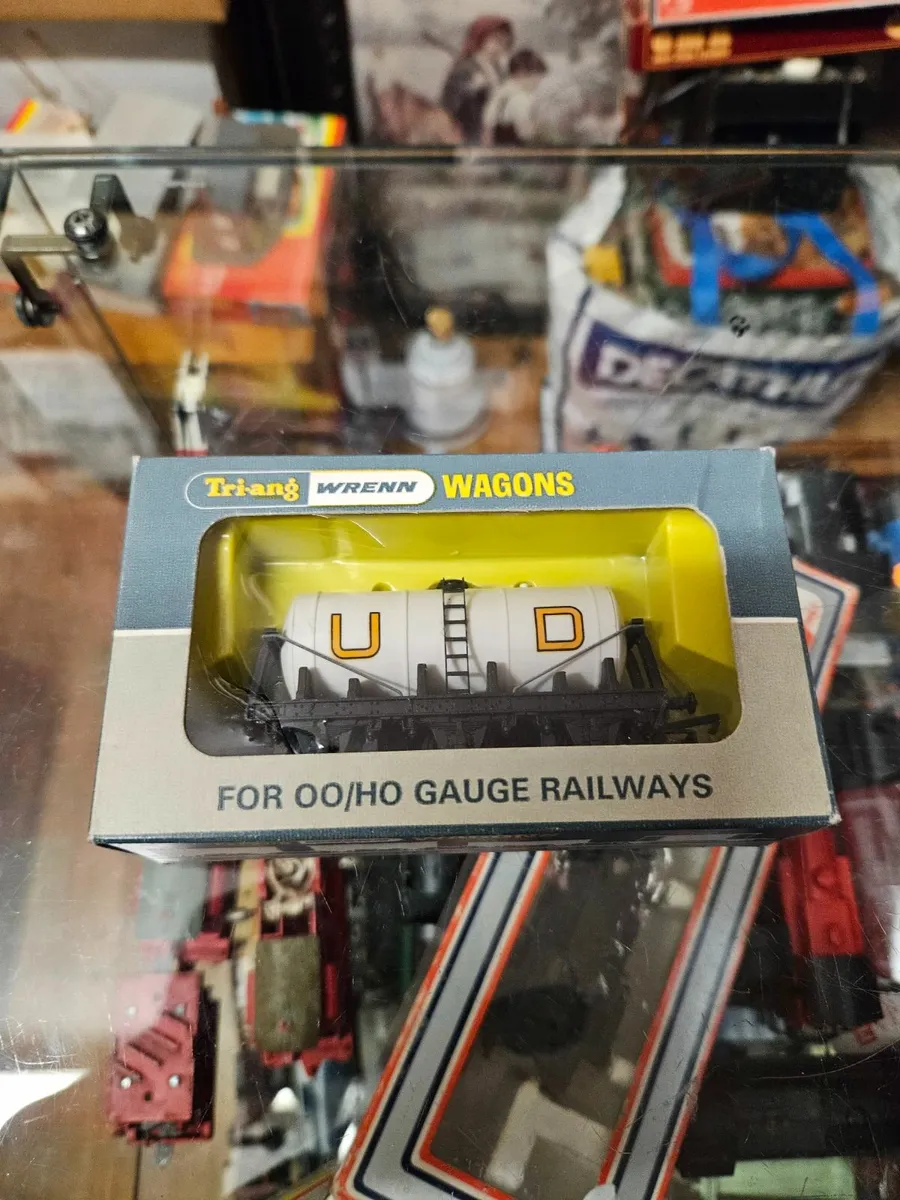 Tri-ang WRENN WAGONS
U D
FOR OO/HO GAUGE RAILWAYS